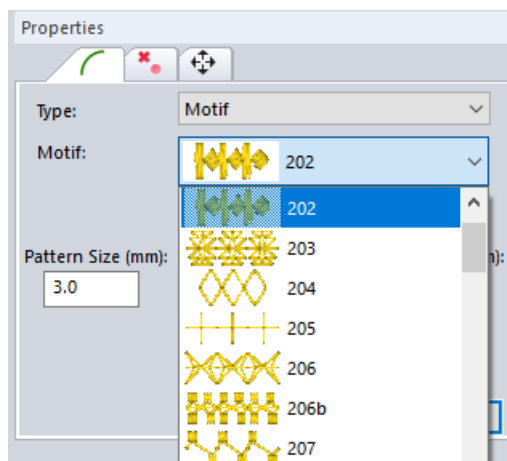 Properties
Type:
Motif
Motif:
202
202
203
Pattern Size (mm):
n):
3.0
204
205
206
206b
207